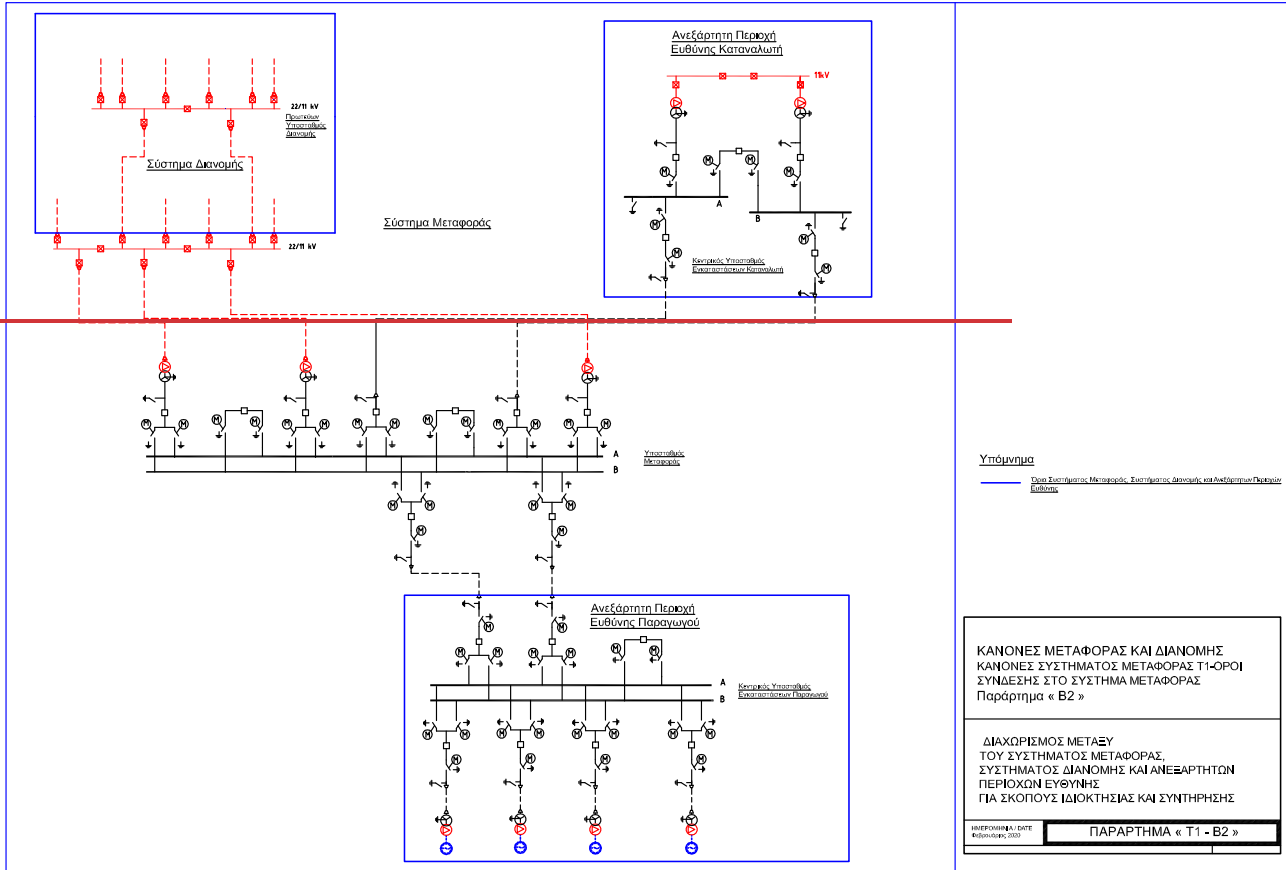 22/11 kV
Πρωτεύων
Υποσταθμός
Διανομής
Σύστημα Διανομής
22/11 kV
Σύστημα Μεταφοράς
Ανεξάρτητη Περιοχή
Ευθύνης Καταναλωτή
11kV
M
M
M
M
A
B
M
M
Κεντρικός Υποσταθμός
Εγκαταστάσεων Καταναλωτή
M M M M M M M M M M M M M M
A
B
Υποσταθμός
Μεταφοράς
M M M M
M M
Ανεξάρτητη Περιοχή
Ευθύνης Παραγωγού
M M
M M M M M M
A
B
Κεντρικός Υποσταθμός
Εγκαταστάσεων Παραγωγού
M M M M M M M M
M M M M
Υπόμνημα
Όρια Συστήματος Μεταφοράς, Συστήματος Διανομής και Ανεξάρτητων Περιοχών
Ευθύνης
ΚΑΝΟΝΕΣ ΜΕΤΑΦΟΡΑΣ ΚΑΙ ΔΙΑΝΟΜΗΣ
ΚΑΝΟΝΕΣ ΣΥΣΤΗΜΑΤΟΣ ΜΕΤΑΦΟΡΑΣ Τ1-ΟΡΟΙ
ΣΥΝΔΕΣΗΣ ΣΤΟ ΣΥΣΤΗΜΑ ΜΕΤΑΦΟΡΑΣ
Παράρτημα « Β2 »
ΔΙΑΧΩΡΙΣΜΟΣ ΜΕΤΑΞΥ
ΤΟΥ ΣΥΣΤΗΜΑΤΟΣ ΜΕΤΑΦΟΡΑΣ,
ΣΥΣΤΗΜΑΤΟΣ ΔΙΑΝΟΜΗΣ ΚΑΙ ΑΝΕΞΑΡΤΗΤΩΝ
ΠΕΡΙΟΧΩΝ ΕΥΘΥΝΗΣ
ΓΙΑ ΣΚΟΠΟΥΣ ΙΔΙΟΚΤΗΣΙΑΣ ΚΑΙ ΣΥΝΤΗΡΗΣΗΣ
ΗΜΕΡΟΜΗΝΙΑ / DATE
Φεβρουάριος 2020
ΠΑΡΑΡΤΗΜΑ « Τ1 - Β2 »